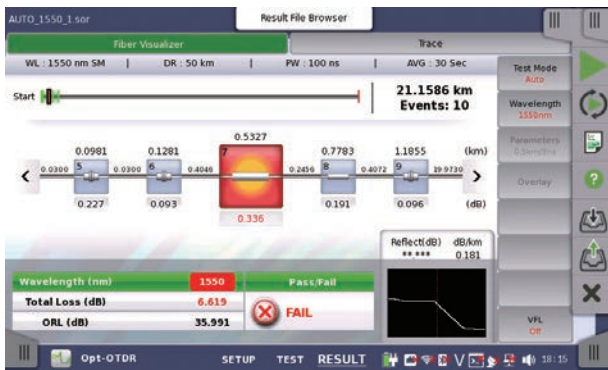 AUTO_1550_1.sor
Result File Browser
Fiber Visualizer
Trace
WL : 1550 nm SM | DR : 50 km | PW : 100 ns | AVG : 30 Sec
Test Mode
Auto
Start
21.1586 km
Events: 10
Wavelength
1550nm
Parameters
0.0981 0.1281 0.5327 0.7783 1.1855 (km)
Overlay
0.0300 5 0.0300 6 0.4046 7 0.2456 8 0.4072 9 19.9730
0.227 0.093 0.336 0.191 0.096 (dB)
Reflect(dB) dB/km
**.*** 0.181
Wavelength (nm) 1550 Pass/Fail
Total Loss (dB) 6.619
FAIL
ORL (dB) 35.991
VFL
Off
Opt-OTDR SETUP TEST RESULT V 18:15